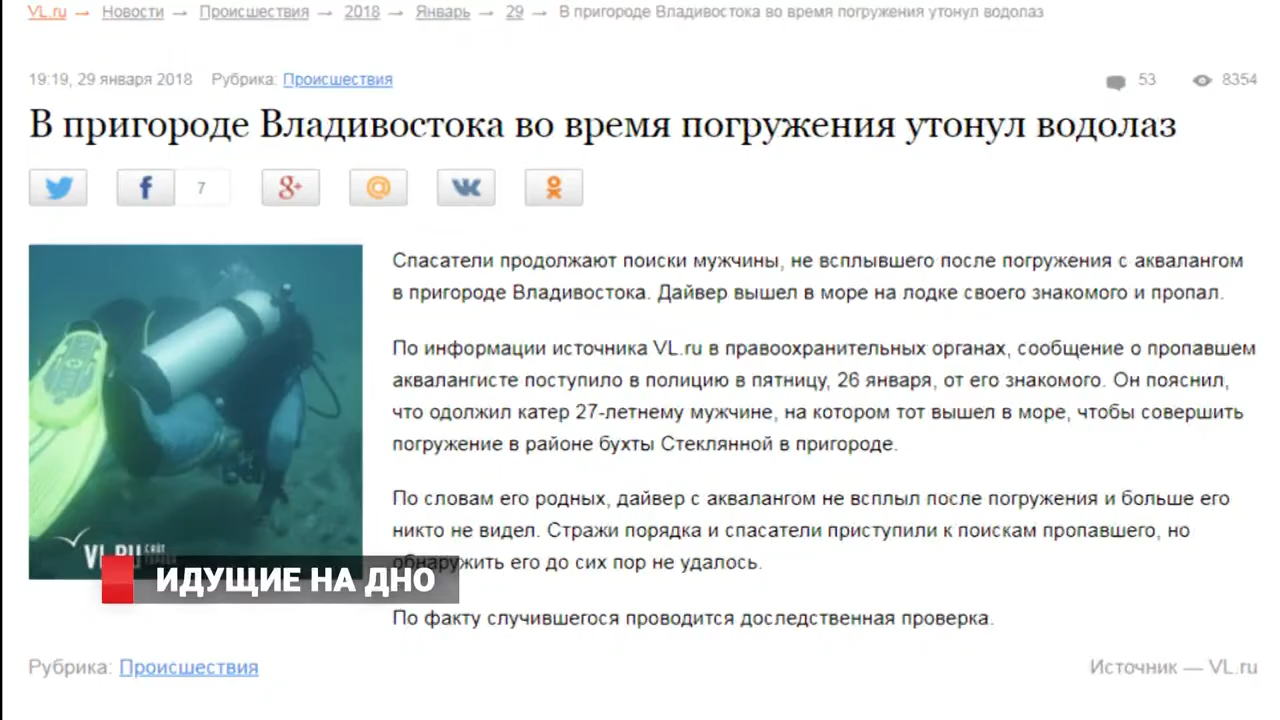 VL.ru → Новости → Происшествия → 2018 → Январь → 29 → В пригороде Владивостока во время погружения утонул водолаз
19:19, 29 января 2018 Рубрика: Происшествия 53 8354
В пригороде Владивостока во время погружения утонул водолаз
7
Спасатели продолжают поиски мужчины, не всплывшего после погружения с аквалангом
в пригороде Владивостока. Дайвер вышел в море на лодке своего знакомого и пропал.
По информации источника VL.ru в правоохранительных органах, сообщение о пропавшем
аквалангисте поступило в полицию в пятницу, 26 января, от его знакомого. Он пояснил,
что одолжил катер 27-летнему мужчине, на котором тот вышел в море, чтобы совершить
погружение в районе бухты Стеклянной в пригороде.
По словам его родных, дайвер с аквалангом не всплыл после погружения и больше его
никто не видел. Стражи порядка и спасатели приступили к поискам пропавшего, но
обнаружить его до сих пор не удалось.
VL.RU
ИДУЩИЕ НА ДНО
По факту случившегося проводится доследственная проверка.
Рубрика: Происшествия Источник — VL.ru